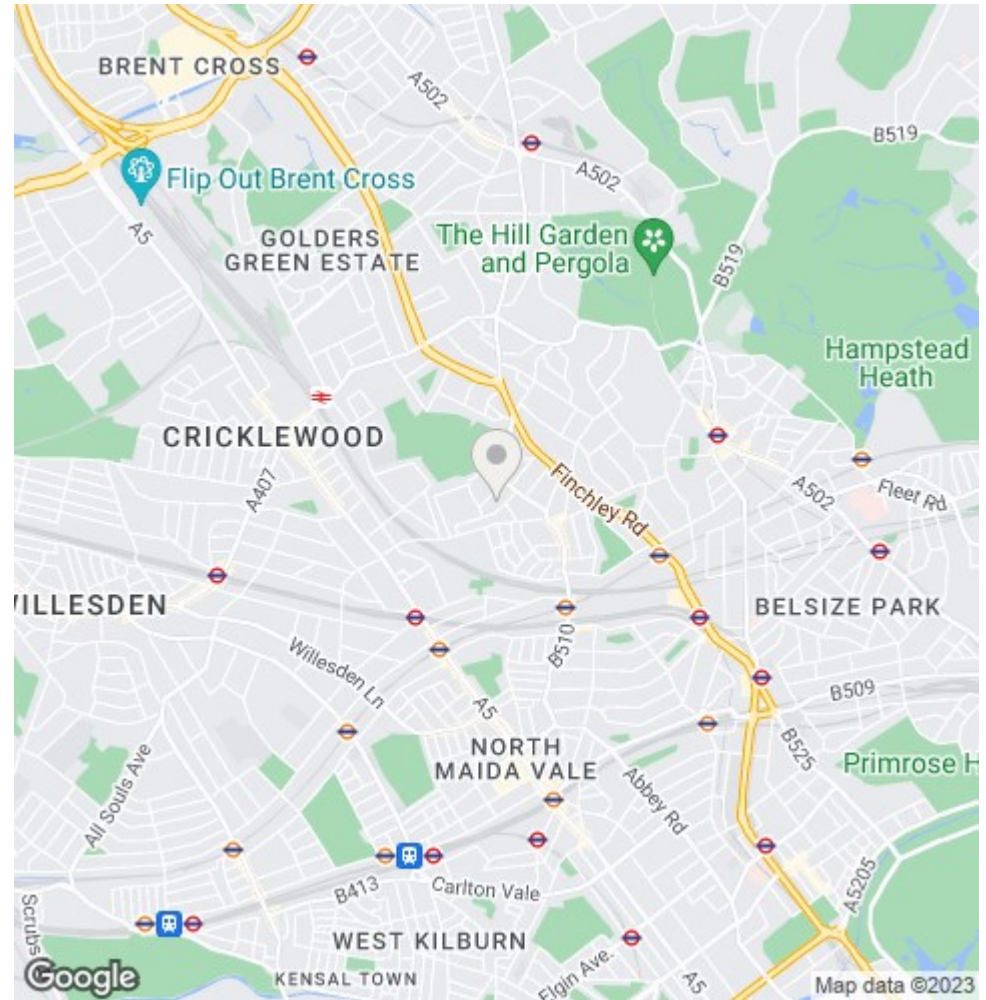 BRENT CROSS
A502
B519
Flip Out Brent Cross
A502
A5
GOLDERS
GREEN ESTATE
The Hill Garden
and Pergola
B519
Hampstead
Heath
CRICKLEWOOD
A407
Finchley Rd
A502
Fleet Rd
ILLESDEN
BELSIZE PARK
B510
Willesden Ln
A5
B509
NORTH
MAIDA VALE
B525
Primrose H
All Souls Ave
Abbey Rd
B413
Carlton Vale
A5205
Scrubs
WEST KILBURN
Elgin Ave.
A5
KENSAL TOWN
Google
Map data ©2023